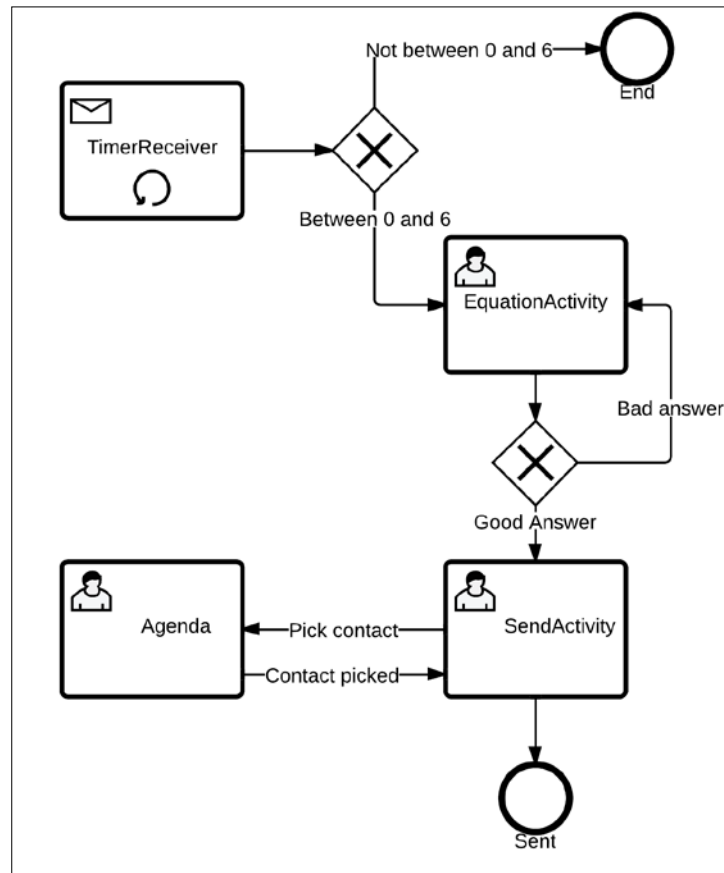 Not between 0 and 6
End
TimerReceiver
Between 0 and 6
EquationActivity
Bad answer
Good Answer
Agenda
Pick contact
SendActivity
Contact picked
Sent